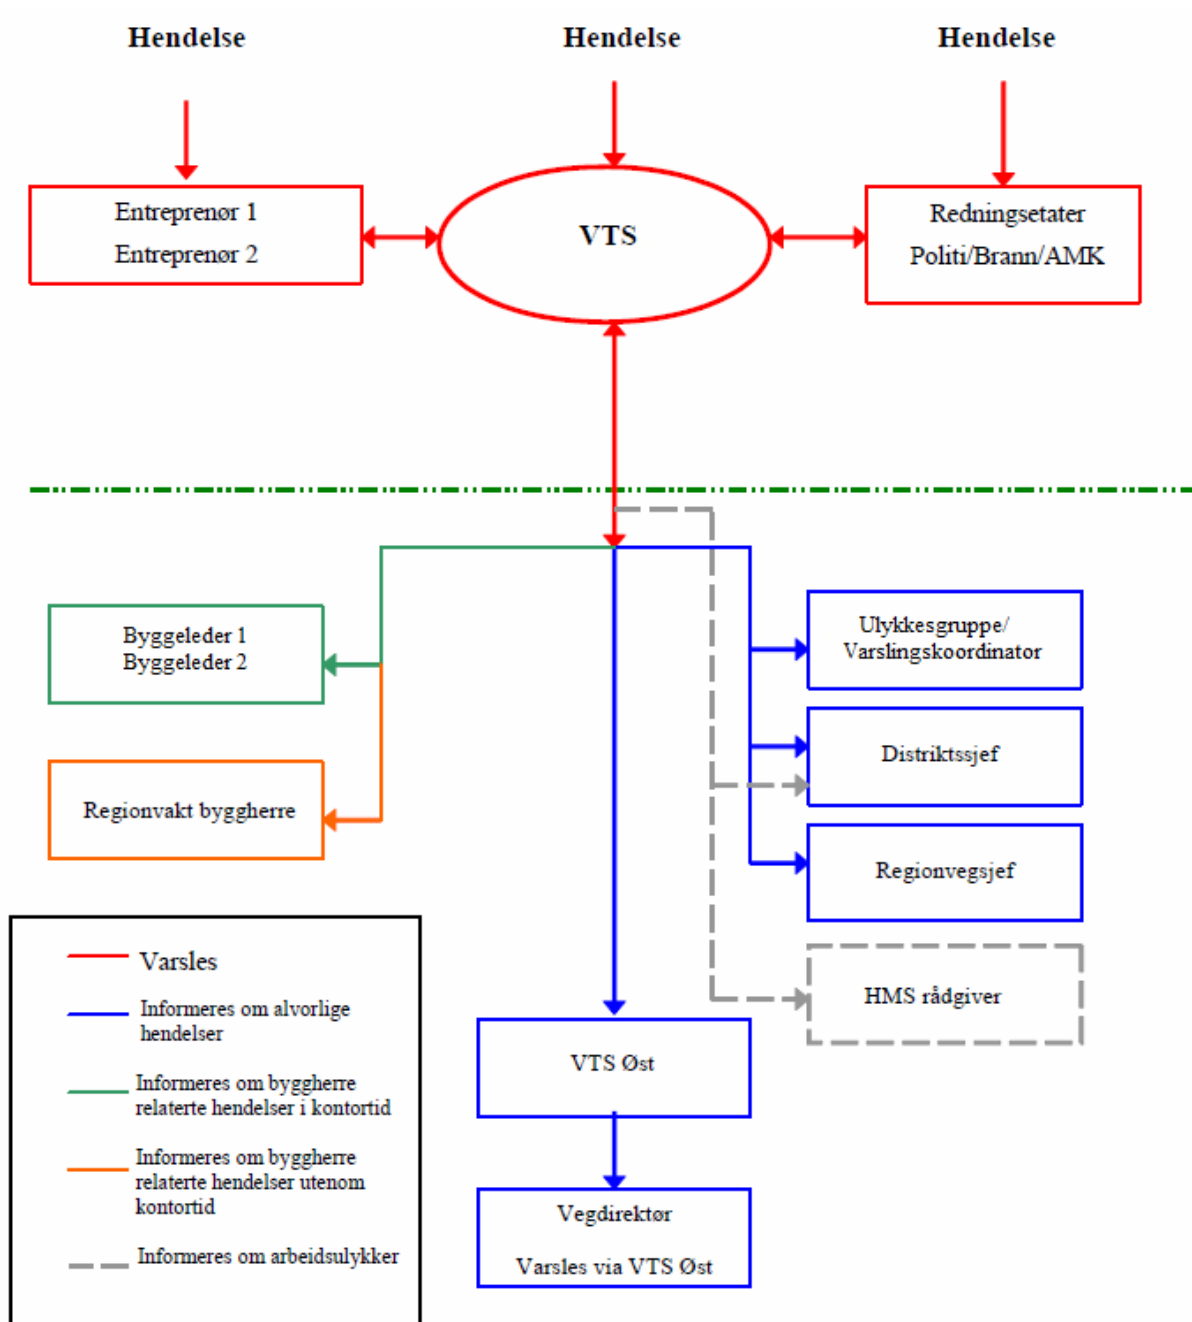 Hendelse
Hendelse
Hendelse
Entreprenør 1
Entreprenør 2
VTS
Redningsetater
Politi/Brann/AMK
Byggeleder 1
Byggeleder 2
Regionvakt byggherre
Ulykkesgruppe/
Varslingskoordinator
Distriktssjef
Regionvegsjef
HMS rådgiver
VTS Øst
Vegdirektør
Varsles via VTS Øst
Varsles
Informeres om alvorlige
hendelser
Informeres om byggherre
relaterte hendelser i kontortid
Informeres om byggherre
relaterte hendelser utenom
kontortid
Informeres om arbeidsulykker